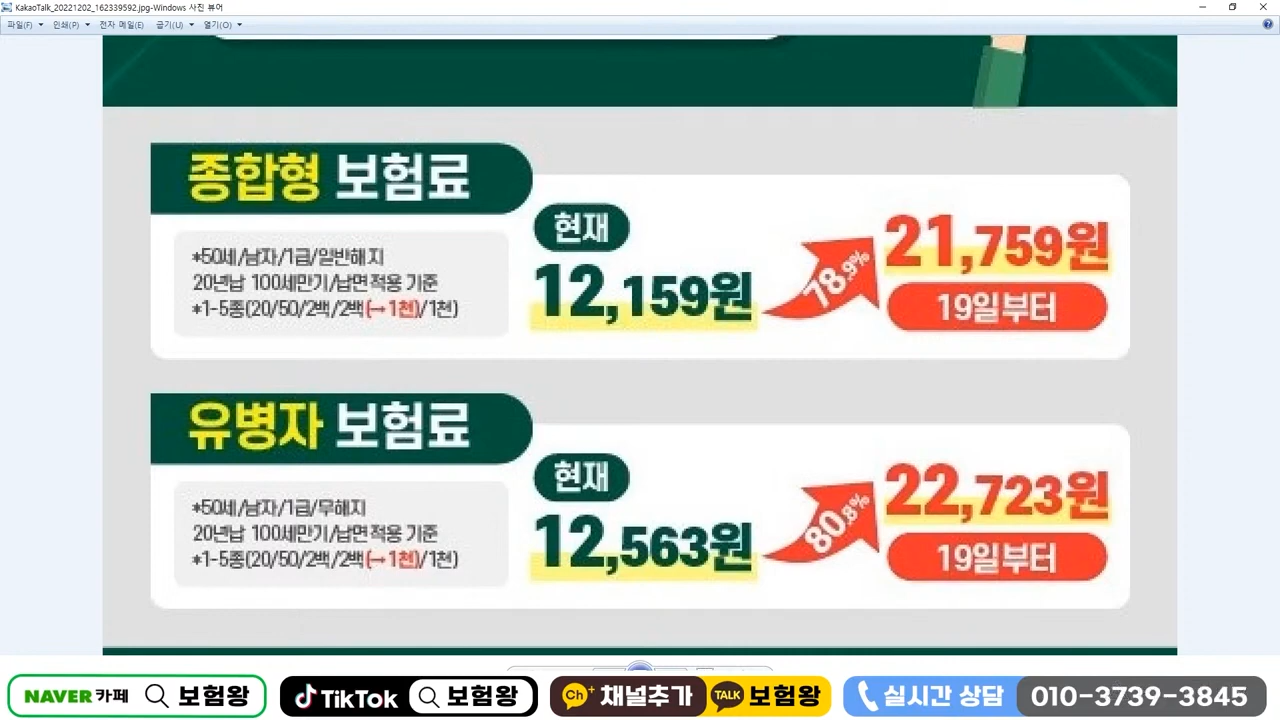 KakaoTalk_20221202_162339592.jpg-Windows 사진 뷰어
파일(F) 인쇄(P) 전자 메일(E) 굽기(U) 열기(O)
종합형 보험료
*50세/남자/1급/일반해지
20년납 100세만기/납면적용 기준
*1-5종(20/50/2백/2백(→1천)/1천)
현재
12,159원
78.9%
21,759원
19일부터
유병자 보험료
*50세/남자/1급/무해지
20년납 100세만기/납면적용 기준
*1-5종(20/50/2백/2백(→1천)/1천)
현재
12,563원
80.8%
22,723원
19일부터
NAVER 카페 보험왕
TikTok 보험왕
Ch+ 채널추가 TALK 보험왕
실시간 상담 010-3739-3845